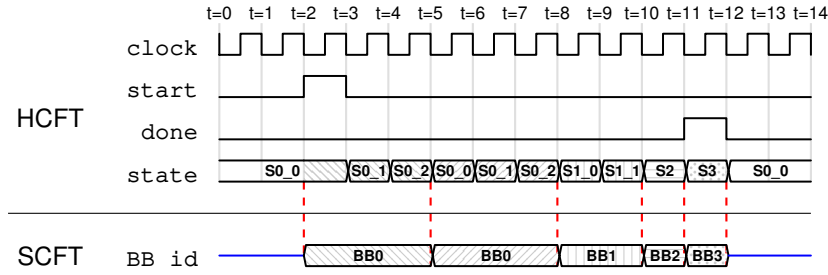 t=0 t=1 t=2 t=3 t=4 t=5 t=6 t=7 t=8 t=9 t=10 t=11 t=12 t=13 t=14
clock
start
HCFT
done
state S0_0 S0_1 S0_2 S0_0 S0_1 S0_2 S1_0 S1_1 S2 S3 S0_0
SCFT BB id BB0 BB0 BB1 BB2 BB3